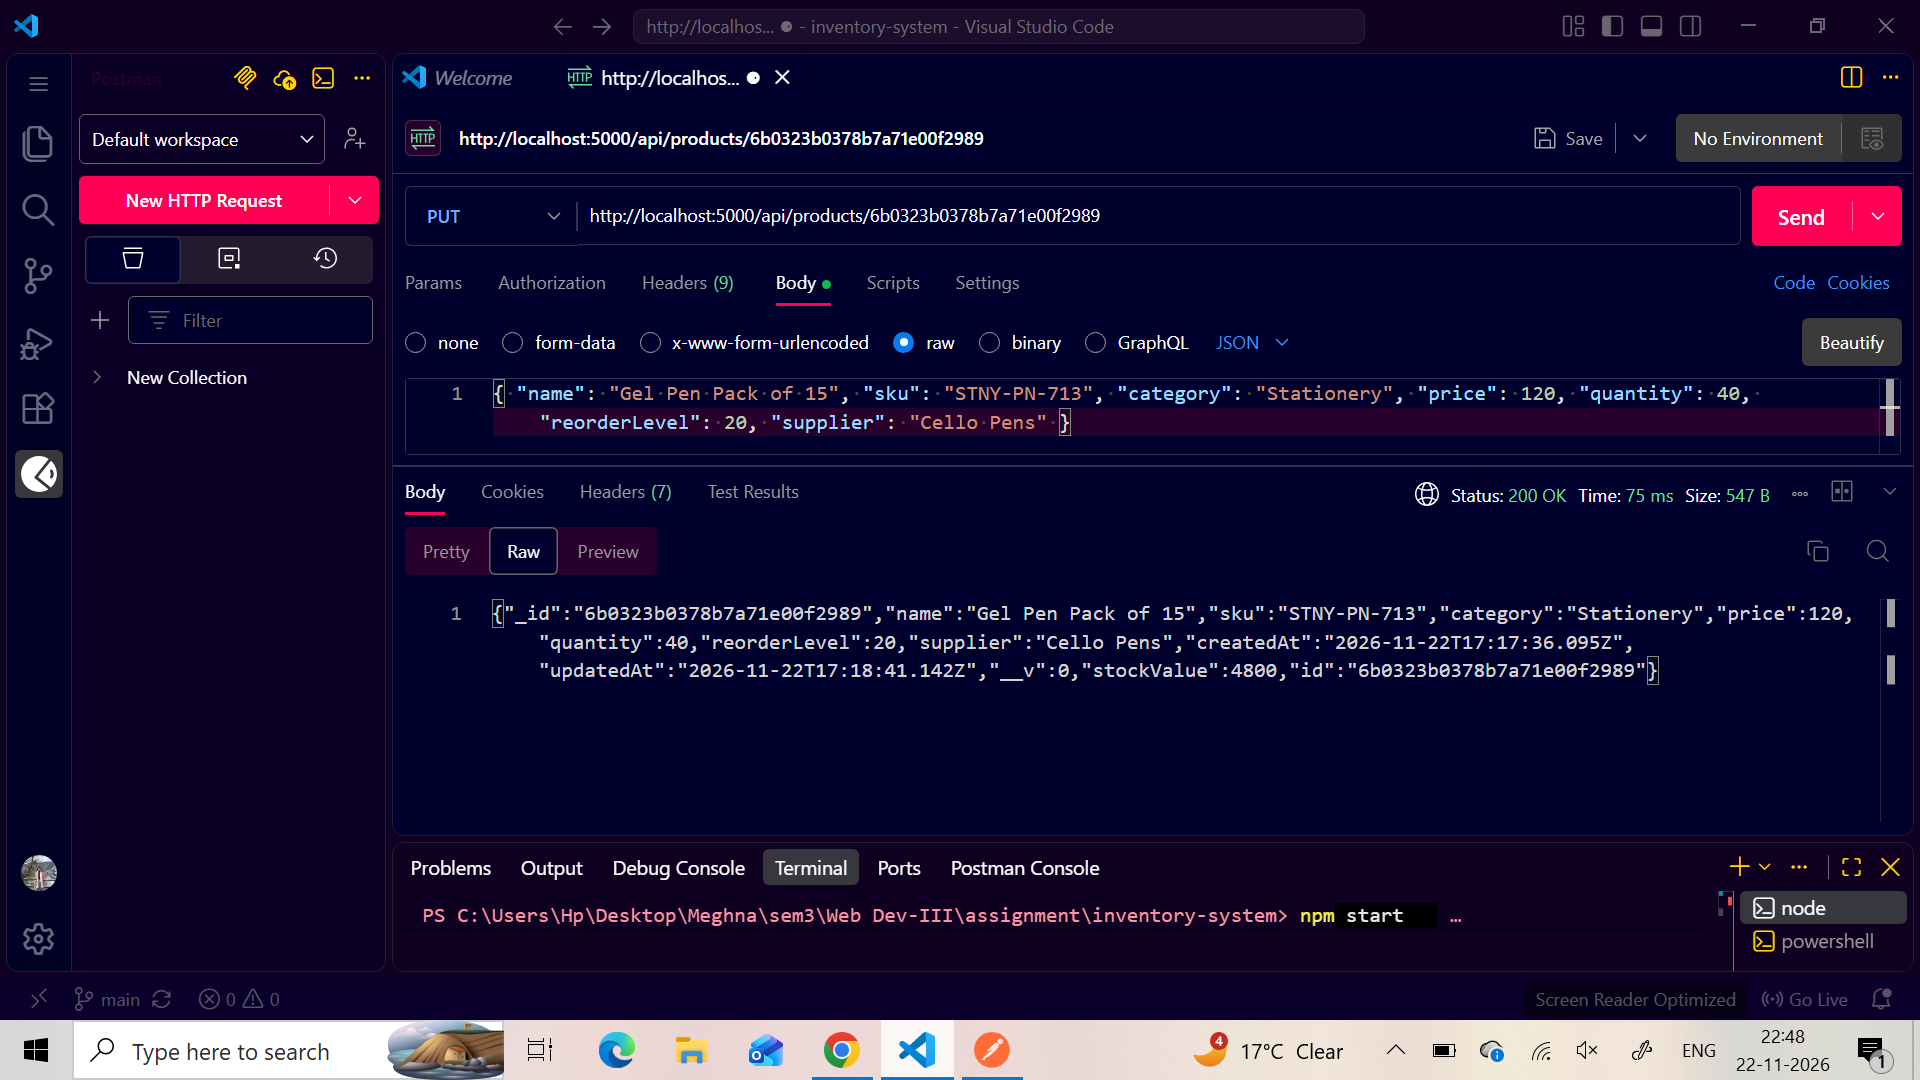 http://localhos... ● - inventory-system - Visual Studio Code
Postman
Welcome
HTTP http://localhos...
Default workspace
HTTP http://localhost:5000/api/products/6b0323b0378b7a71e00f2989
Save
No Environment
New HTTP Request
PUT
http://localhost:5000/api/products/6b0323b0378b7a71e00f2989
Send
Params Authorization Headers (9) Body Scripts Settings
Code Cookies
Filter
none form-data x-www-form-urlencoded raw binary GraphQL JSON
Beautify
New Collection
1 { "name": "Gel Pen Pack of 15", "sku": "STNY-PN-713", "category": "Stationery", "price": 120, "quantity": 40,
"reorderLevel": 20, "supplier": "Cello Pens" }
Body Cookies Headers (7) Test Results
Status: 200 OK Time: 75 ms Size: 547 B
Pretty Raw Preview
1 {"_id":"6b0323b0378b7a71e00f2989","name":"Gel Pen Pack of 15","sku":"STNY-PN-713","category":"Stationery","price":120,
"quantity":40,"reorderLevel":20,"supplier":"Cello Pens","createdAt":"2026-11-22T17:17:36.095Z",
"updatedAt":"2026-11-22T17:18:41.142Z","__v":0,"stockValue":4800,"id":"6b0323b0378b7a71e00f2989"}
Problems Output Debug Console Terminal Ports Postman Console
PS C:\Users\Hp\Desktop\Meghna\sem3\Web Dev-III\assignment\inventory-system> npm start …
node
powershell
main 0 0
Screen Reader Optimized Go Live
Type here to search
4
17°C Clear
ENG
22:48
22-11-2026
1